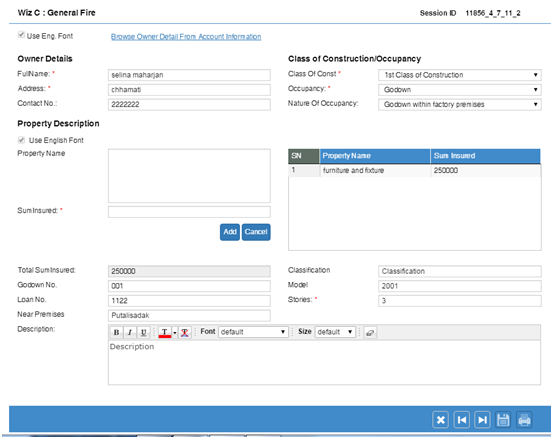 Wiz C : General Fire Session ID 11856_4_7_11_2
Use Eng. Font Browse Owner Detail From Account Information
Owner Details
FullName: * selina maharjan
Address: * chhamati
Contact No.: 2222222
Class of Construction/Occupancy
Class Of Const * 1st Class of Construction
Occupancy: * Godown
Nature Of Occupancy: Godown within factory premises
Property Description
Use English Font
Property Name
SumInsured: *
Add Cancel
SN Property Name Sum Insured
1 furniture and fixture 250000
Total SumInsured: 250000
Godown No. 001
Loan No. 1122
Near Premises Putalisadak
Classification Classification
Model 2001
Stories: * 3
Description: B I U T T Font default Size default
Description